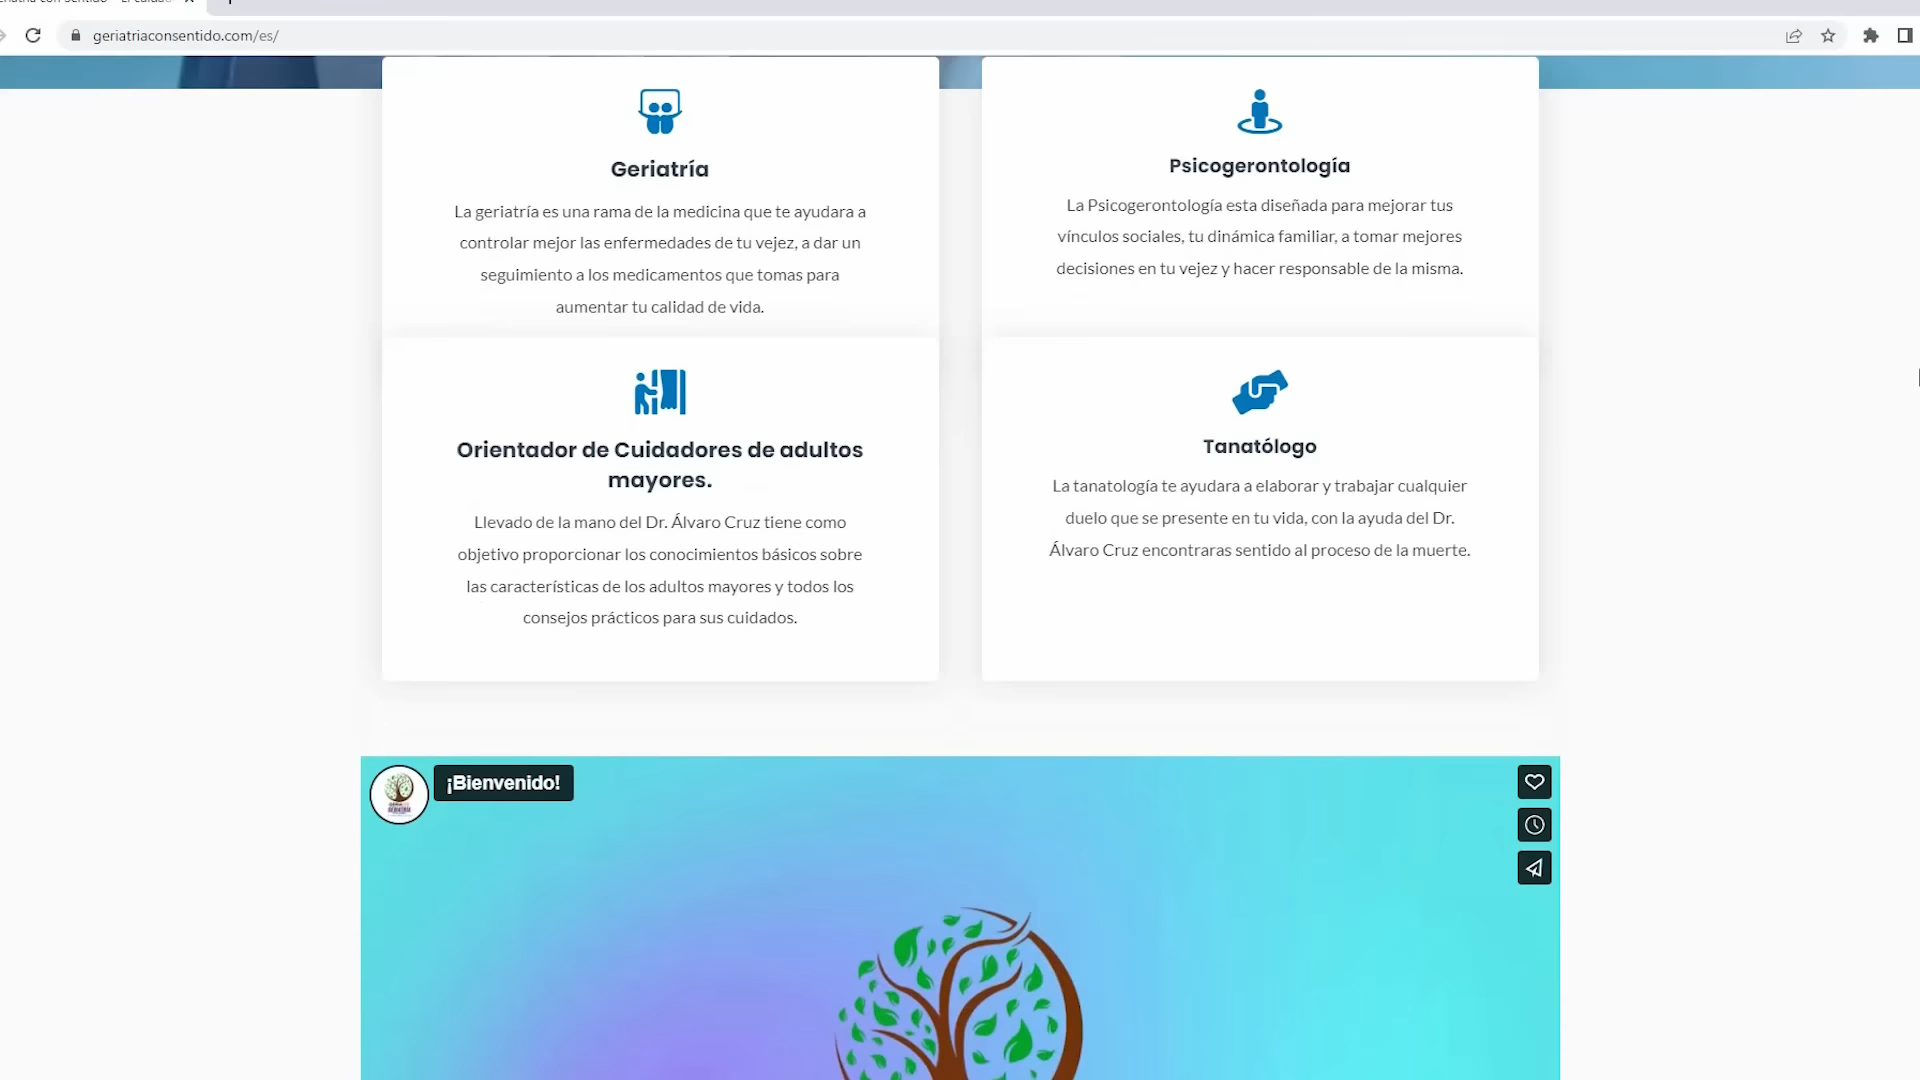 geriatriaconsentido.com/es/
Geriatría
La geriatría es una rama de la medicina que te ayudara a
controlar mejor las enfermedades de tu vejez, a dar un
seguimiento a los medicamentos que tomas para
aumentar tu calidad de vida.
Psicogerontología
La Psicogerontología esta diseñada para mejorar tus
vínculos sociales, tu dinámica familiar, a tomar mejores
decisiones en tu vejez y hacer responsable de la misma.
Orientador de Cuidadores de adultos
mayores.
Llevado de la mano del Dr. Álvaro Cruz tiene como
objetivo proporcionar los conocimientos básicos sobre
las características de los adultos mayores y todos los
consejos prácticos para sus cuidados.
Tanatólogo
La tanatología te ayudara a elaborar y trabajar cualquier
duelo que se presente en tu vida, con la ayuda del Dr.
Álvaro Cruz encontraras sentido al proceso de la muerte.
¡Bienvenido!